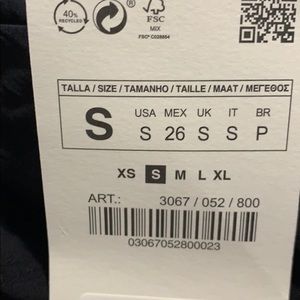 40%
RECYCLED
FSC
MIX
FSC® C028864
TALLA / SIZE / TAMANHO / TAILLE / MAAT / ΜΕΓΕΘΟΣ
S
USA MEX UK IT BR
S 26 S S P
XS S M L XL
ART.: 3067 / 052 / 800
03067052800023